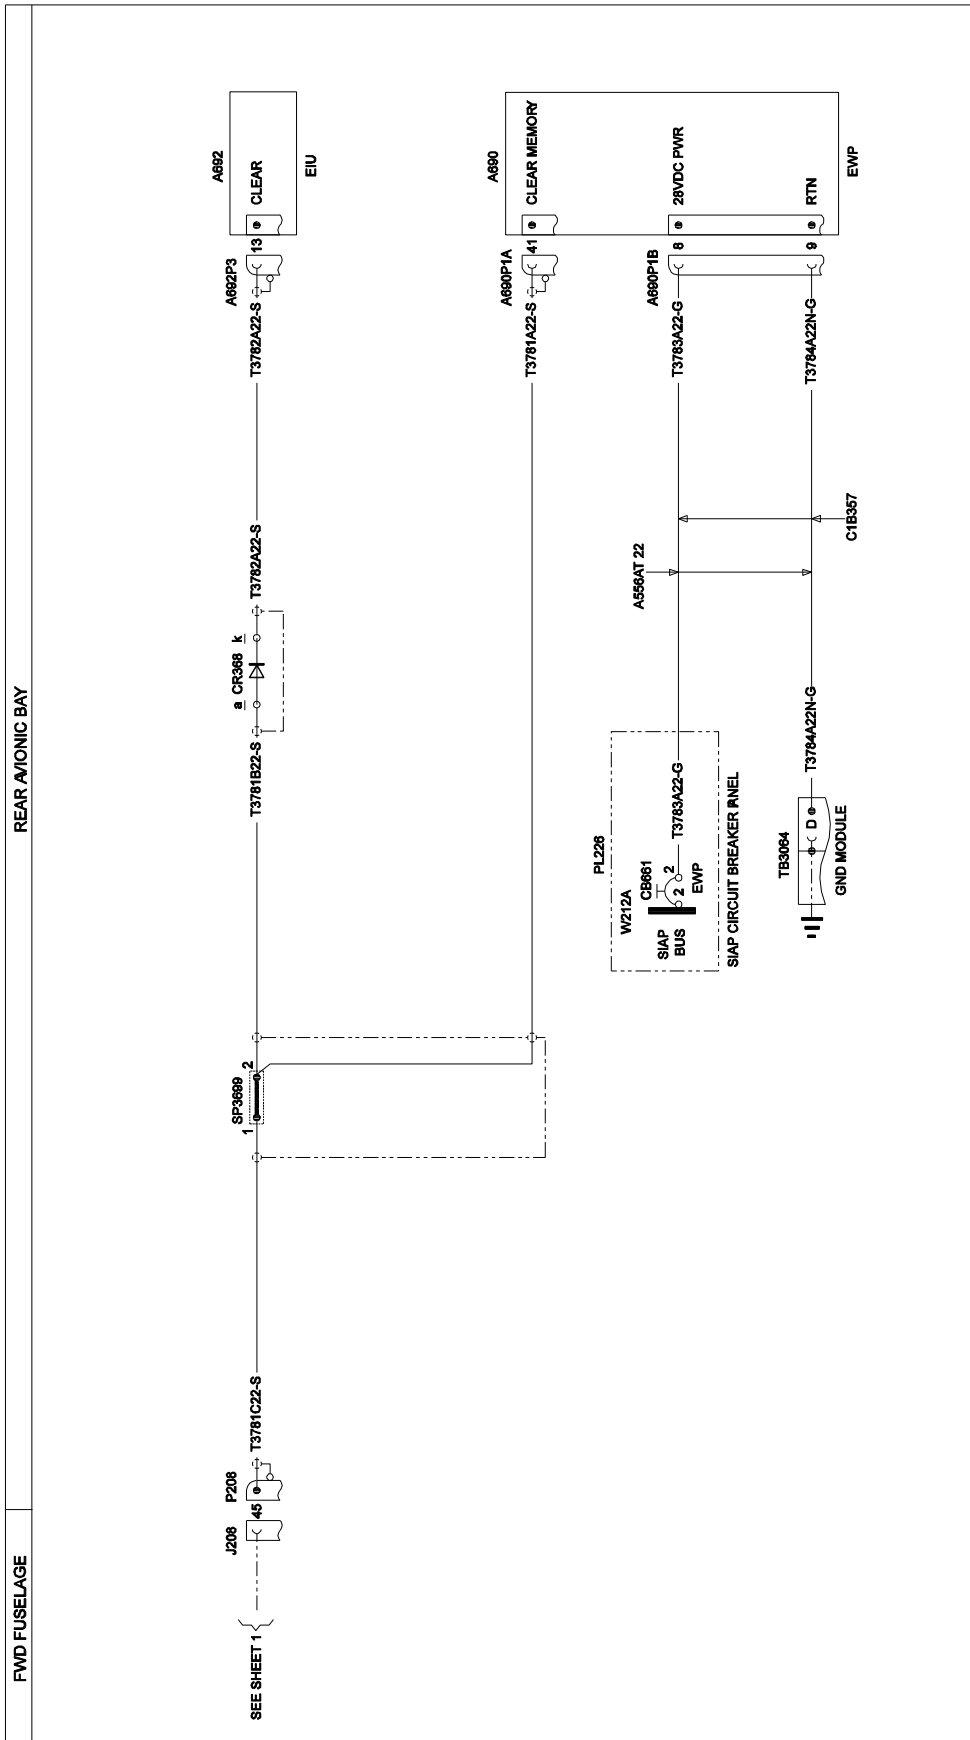 FWD FUSELAGE
REAR AVIONIC BAY
SEE SHEET 1
J208
45
P208
T3781C22-S
1
SP3699
2
T3781B22-S
a
CR368
k
T3782A22-S
T3782A22-S
A692P3
13
A692
CLEAR
EIU
T3781A22-S
A690P1A
41
A690
CLEAR MEMORY
PL226
W212A
CB661
SIAP
BUS
2
2
EWP
T3783A22-G
SIAP CIRCUIT BREAKER PANEL
A556AT 22
T3783A22-G
A690P1B
8
28VDC PWR
TB3064
D
GND MODULE
T3784A22N-G
C1B357
T3784A22N-G
9
RTN
EWP